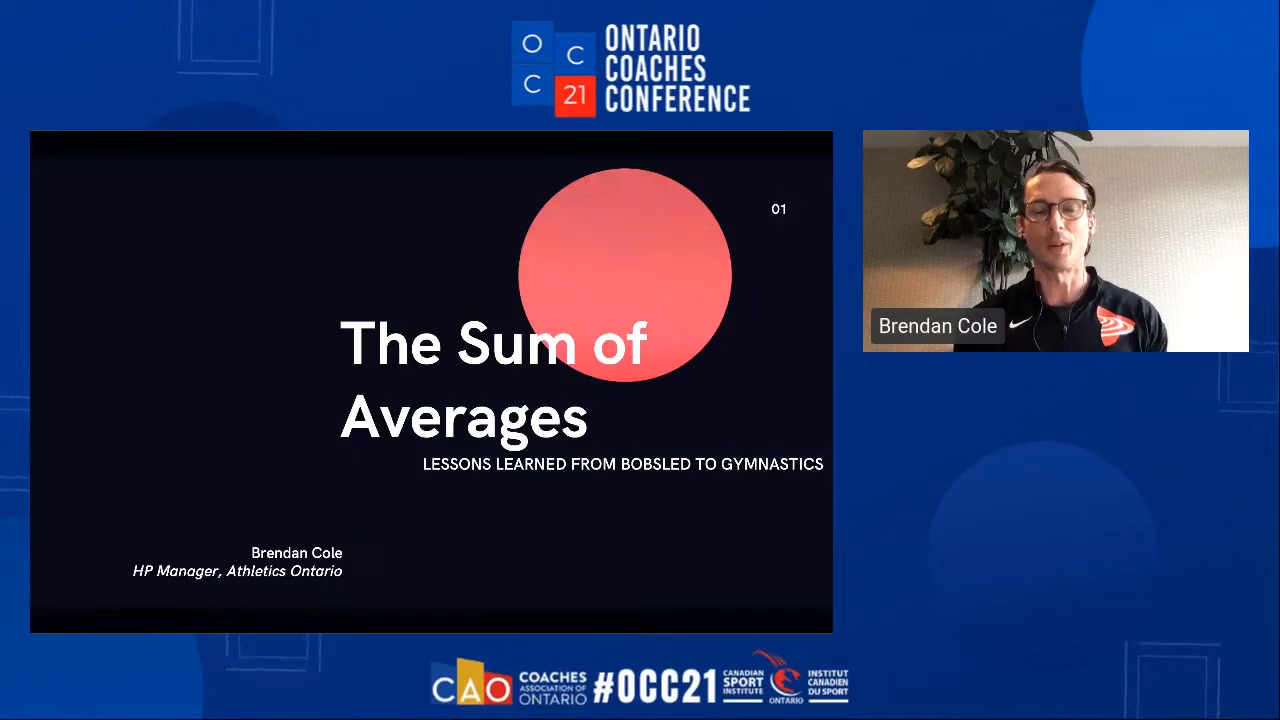 O
C
C
21
ONTARIO
COACHES
CONFERENCE
01
The Sum of
Averages
LESSONS LEARNED FROM BOBSLED TO GYMNASTICS
Brendan Cole
HP Manager, Athletics Ontario
Brendan Cole
CAO
COACHES
ASSOCIATION OF
ONTARIO
#OCC21
CANADIAN
SPORT
INSTITUTE
ONTARIO
INSTITUT
CANADIEN
DU SPORT